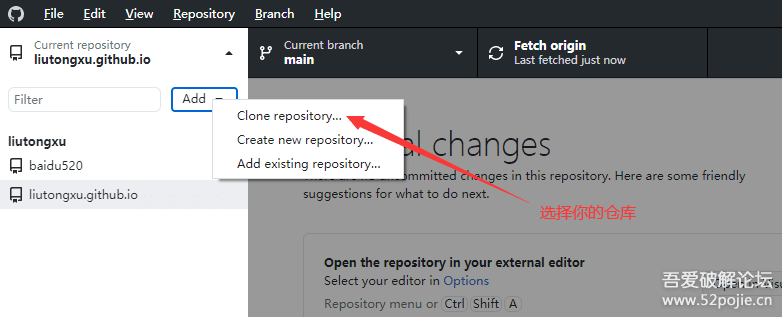 File Edit View Repository Branch Help
Current repository
liutongxu.github.io
Current branch
main
Fetch origin
Last fetched just now
Filter
Add
Clone repository...
Create new repository...
Add existing repository...
liutongxu
baidu520
liutongxu.github.io
al changes
There are no uncommitted changes in this repository. Here are some friendly
suggestions for what to do next.
选择你的仓库
Open the repository in your external editor
Select your editor in Options
Repository menu or Ctrl Shift A
吾爱破解论坛
www.52pojie.cn